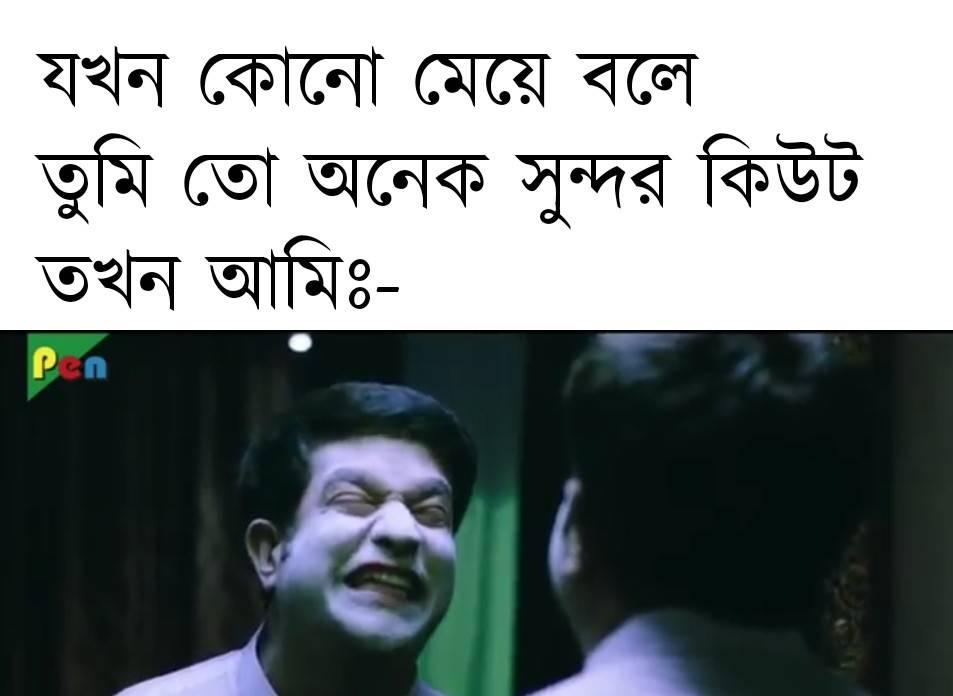 যখন কোনো মেয়ে বলে
তুমি তো অনেক সুন্দর কিউট
তখন আমিঃ-
Pen